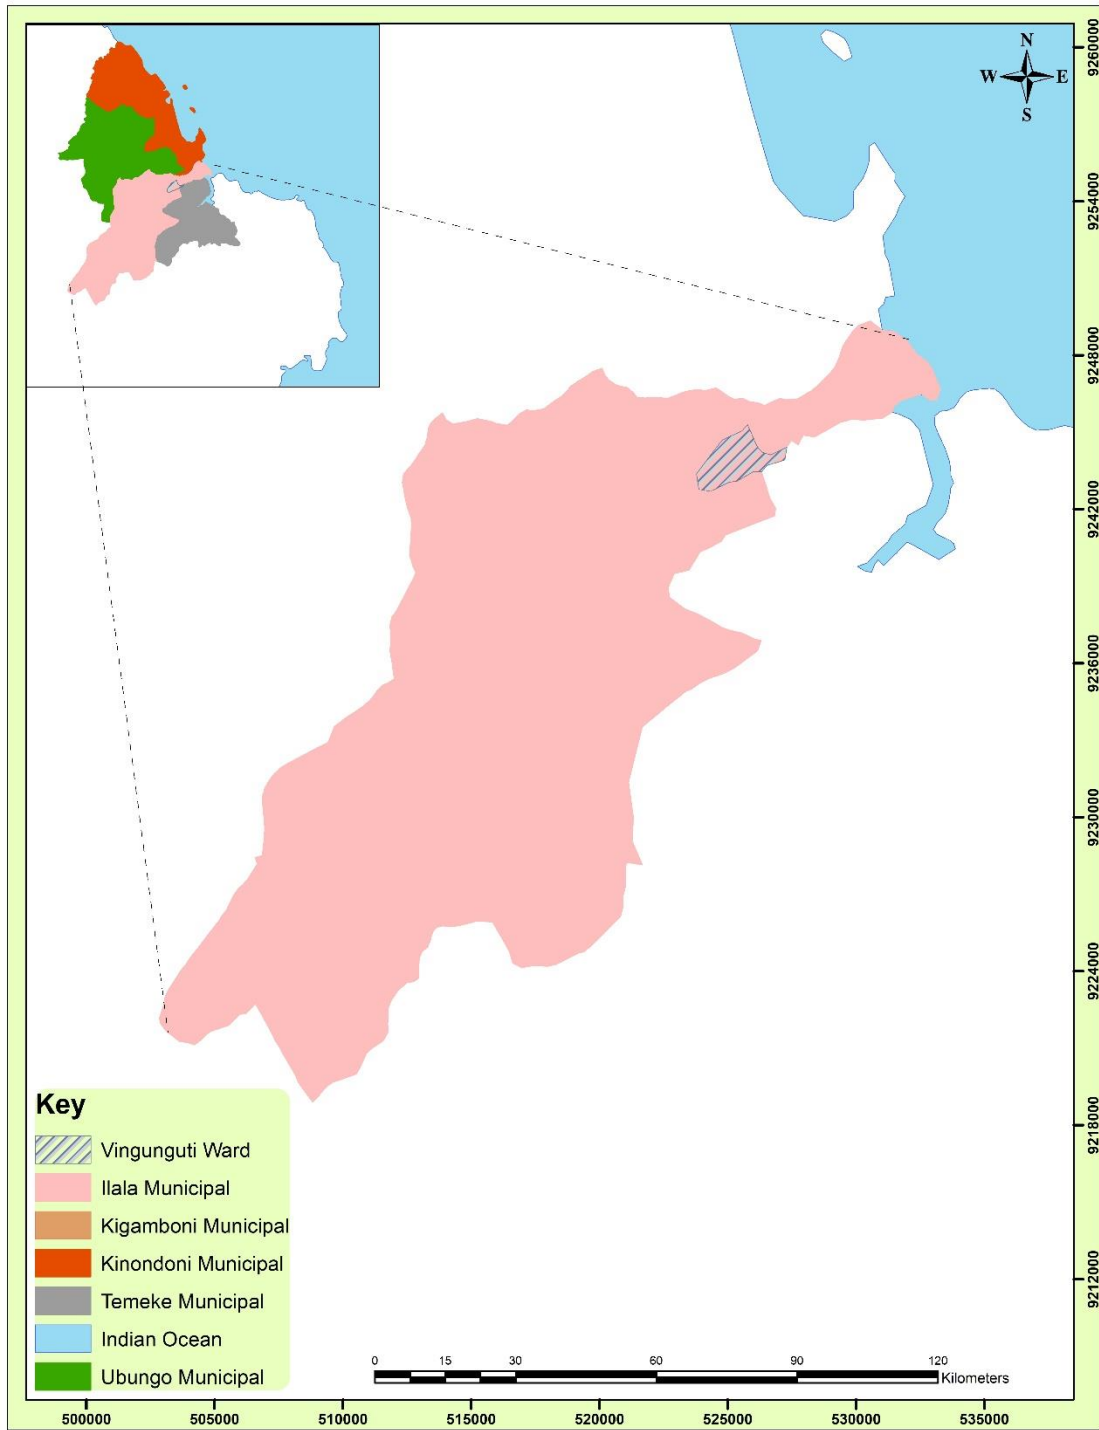 N
W E
S
9260000
9254000
9248000
9242000
9236000
9230000
9224000
9218000
9212000
Key
Vingunguti Ward
Ilala Municipal
Kigamboni Municipal
Kinondoni Municipal
Temeke Municipal
Indian Ocean
Ubungo Municipal
0 15 30 60 90 120
Kilometers
500000 505000 510000 515000 520000 525000 530000 535000